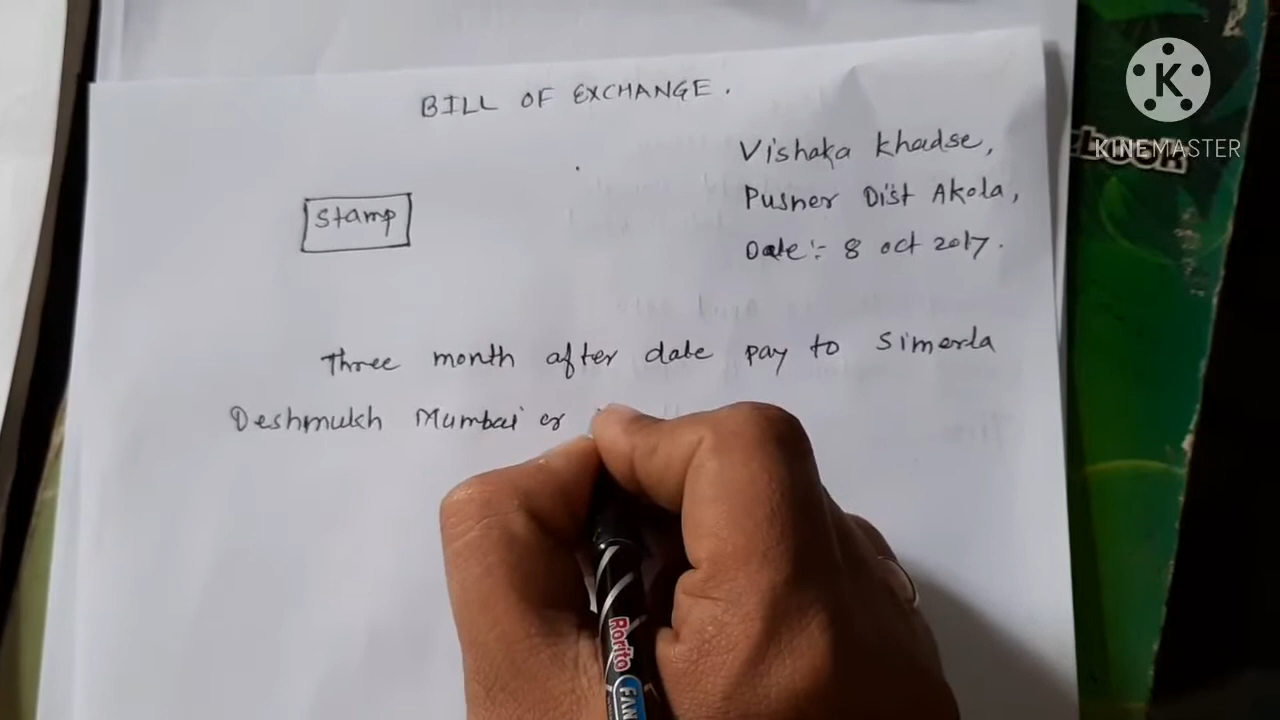 BILL OF EXCHANGE.
Vishaka Khadse,
Pusner Dist Akola,
Stamp
Date:- 8 oct 2017.
Three month after date pay to Simerla
Deshmukh Mumbai or
K
KINEMASTER
Rorito
FAN